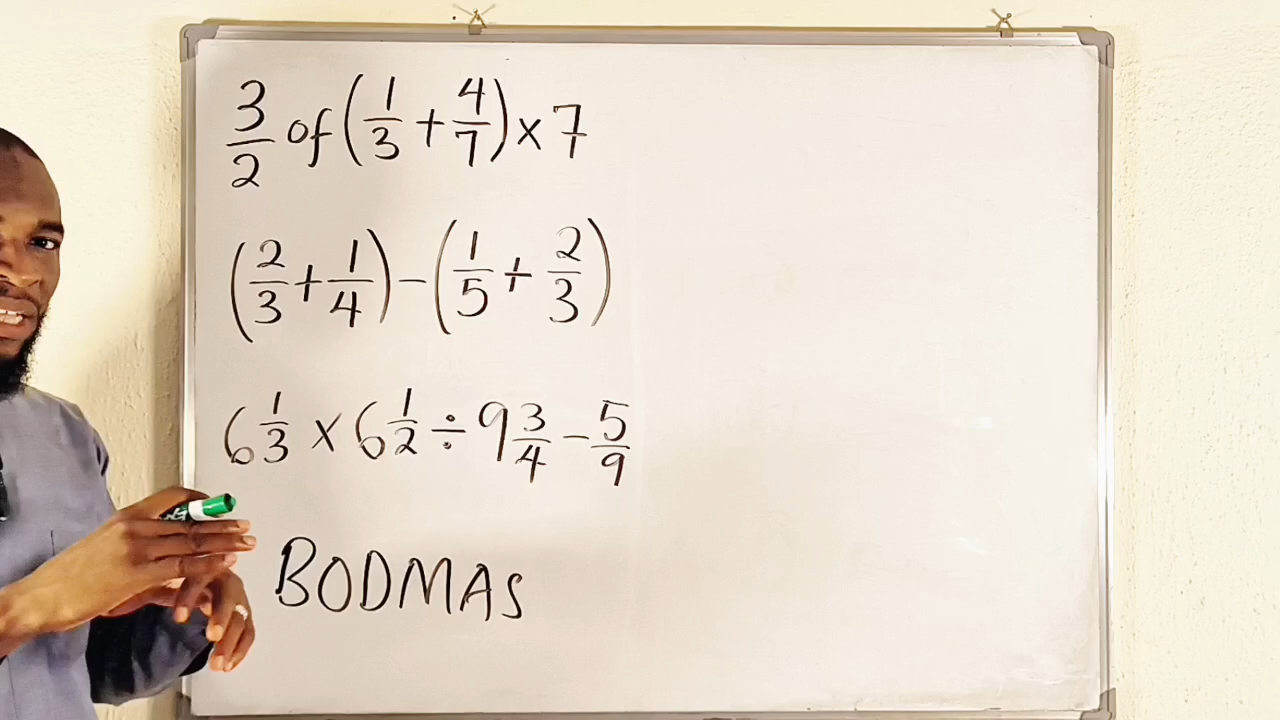 3/2 of (1/3 + 4/7) × 7
(2/3 + 1/4) − (1/5 + 2/3)
6 1/3 × 6 1/2 ÷ 9 3/4 − 5/9
BODMAS